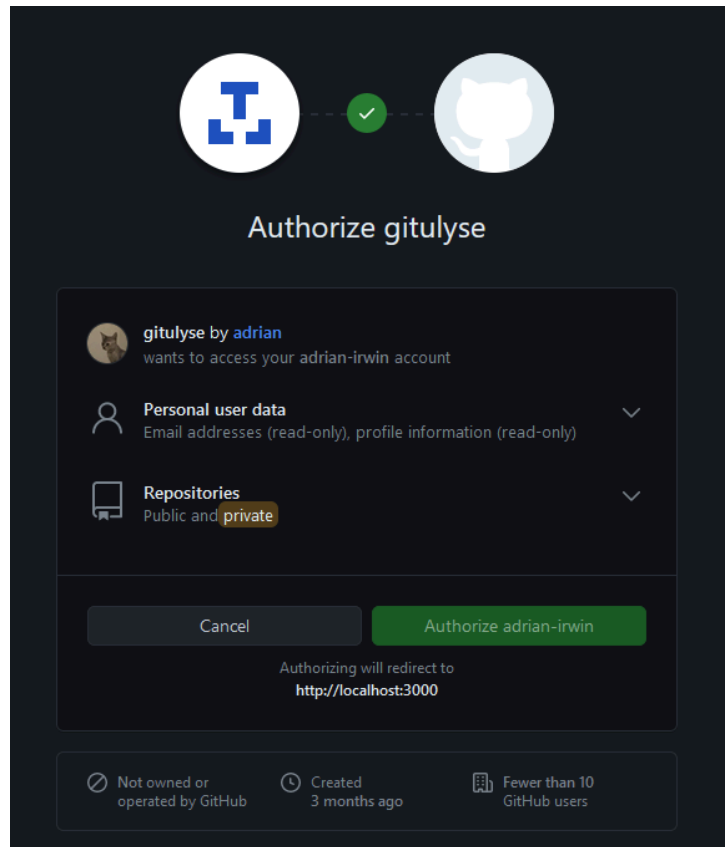 Authorize gitulyse
gitulyse by adrian
wants to access your adrian-irwin account
Personal user data
Email addresses (read-only), profile information (read-only)
Repositories
Public and private
Cancel
Authorize adrian-irwin
Authorizing will redirect to
http://localhost:3000
Not owned or
operated by GitHub
Created
3 months ago
Fewer than 10
GitHub users